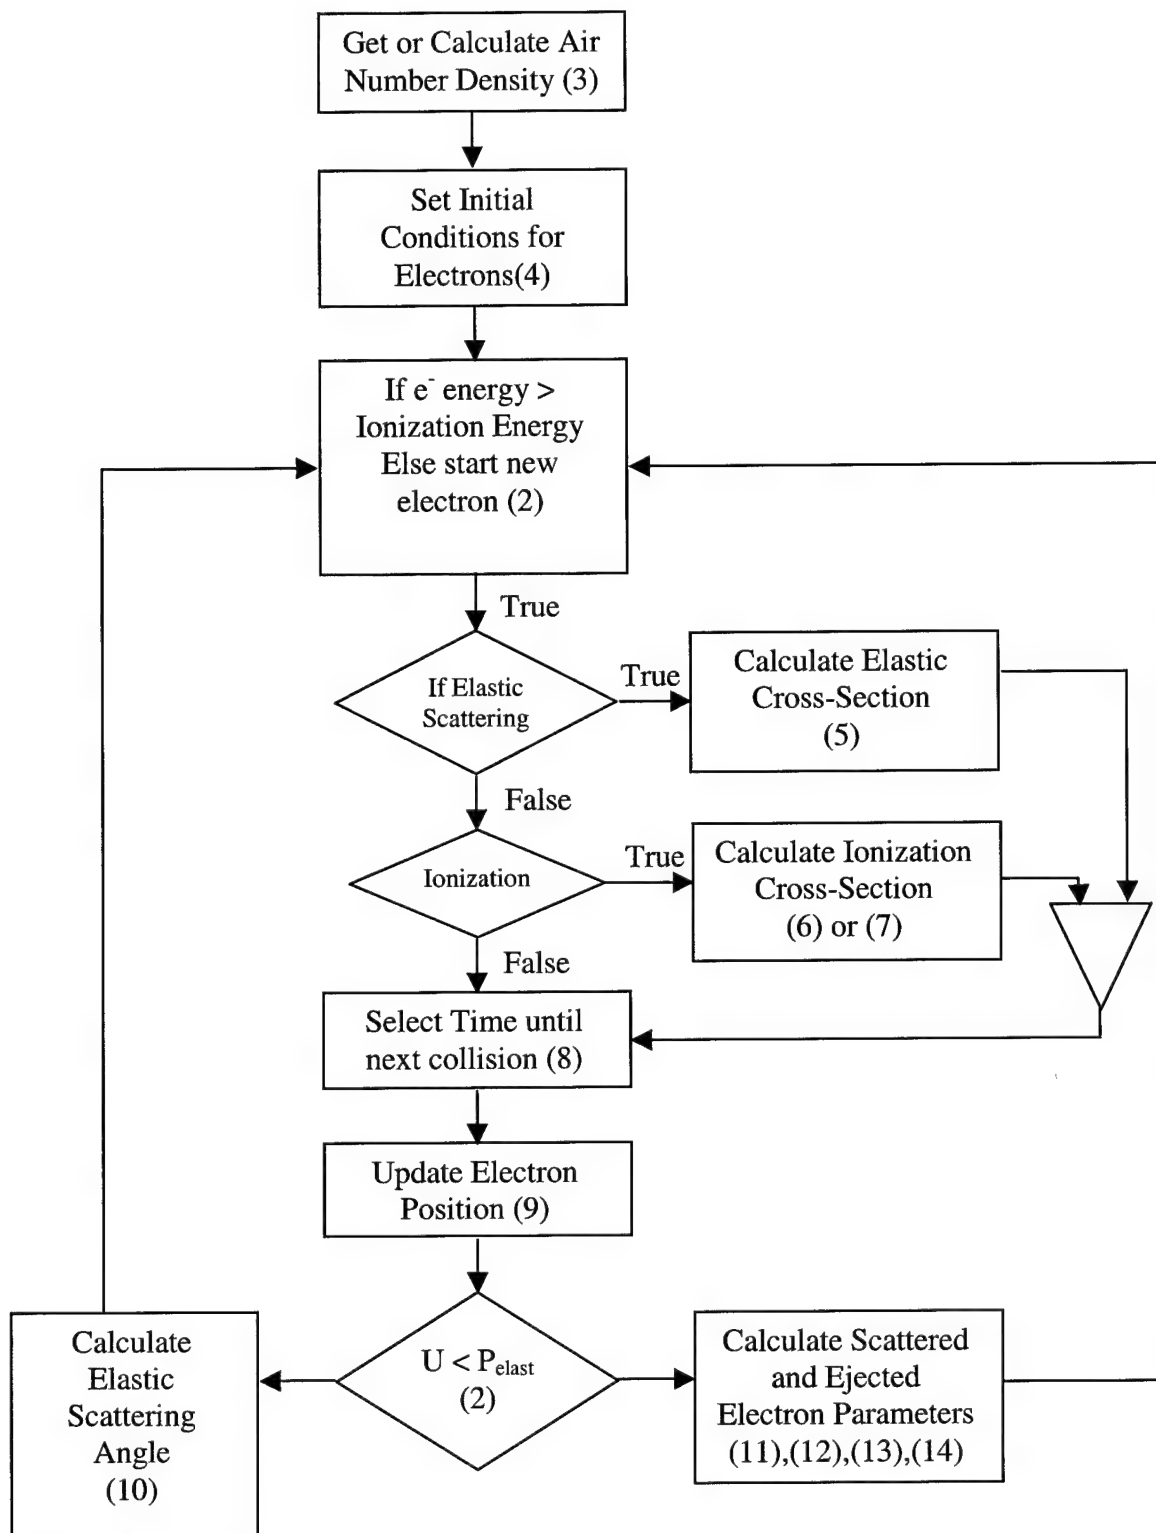 Get or Calculate Air
Number Density (3)
Set Initial
Conditions for
Electrons(4)
If e⁻ energy >
Ionization Energy
Else start new
electron (2)
True
If Elastic
Scattering
True
Calculate Elastic
Cross-Section
(5)
False
Ionization
True
Calculate Ionization
Cross-Section
(6) or (7)
False
Select Time until
next collision (8)
Update Electron
Position (9)
Calculate
Elastic
Scattering
Angle
(10)
U < Pelast
(2)
Calculate Scattered
and Ejected
Electron Parameters
(11),(12),(13),(14)